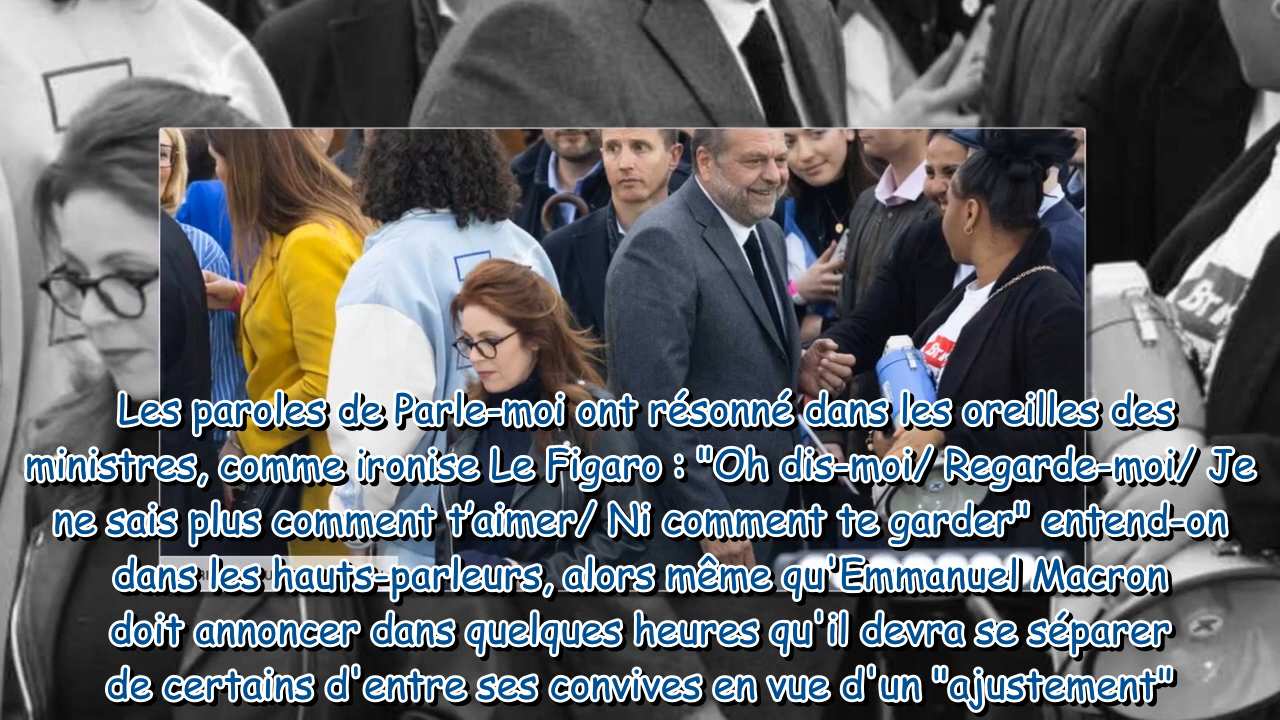 Les paroles de Parle-moi ont résonné dans les oreilles des
ministres, comme ironise Le Figaro : "Oh dis-moi/ Regarde-moi/ Je
ne sais plus comment t'aimer/ Ni comment te garder" entend-on
dans les hauts-parleurs, alors même qu'Emmanuel Macron
doit annoncer dans quelques heures qu'il devra se séparer
de certains d'entre ses convives en vue d'un "ajustement"